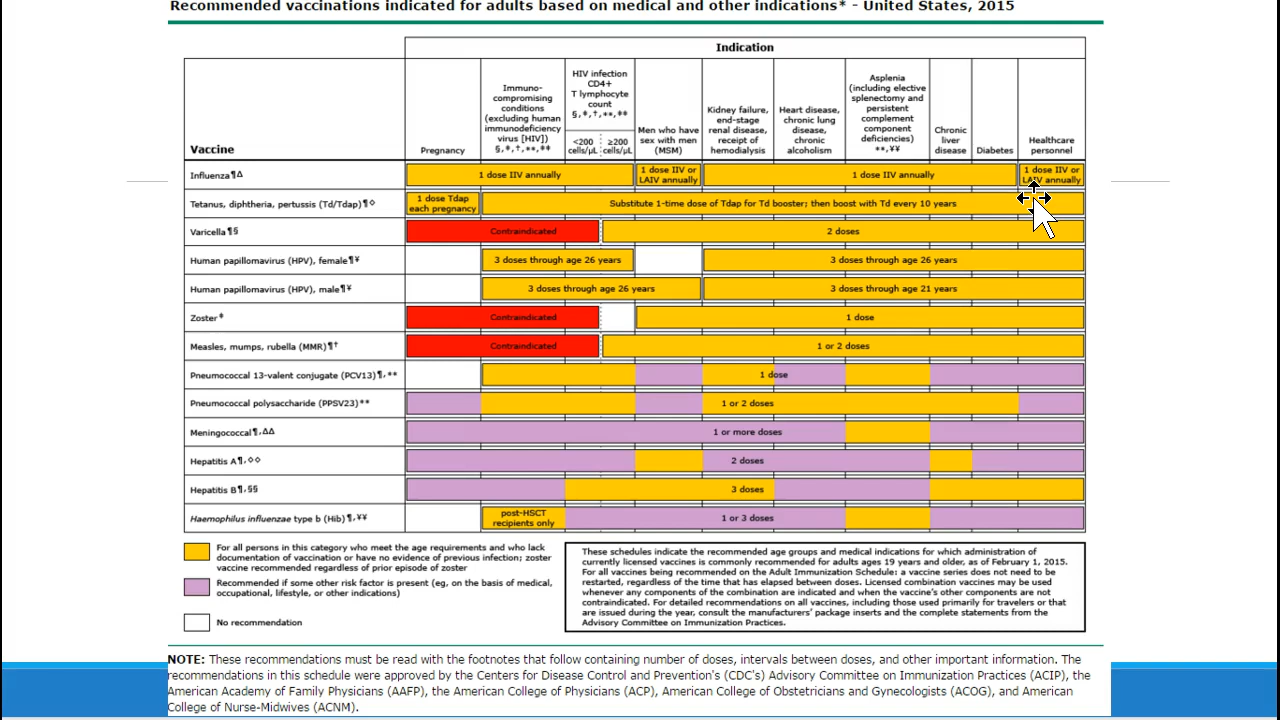 Recommended vaccinations indicated for adults based on medical and other indications* - United States, 2015
Indication
Vaccine
Pregnancy
Immuno-
compromising
conditions
(excluding human
immunodeficiency
virus [HIV])
§,#,†,**,‡‡
HIV infection
CD4+
T lymphocyte
count
§,#,†,**,‡‡
<200
cells/µL
≥200
cells/µL
Men who have
sex with men
(MSM)
Kidney failure,
end-stage
renal disease,
receipt of
hemodialysis
Heart disease,
chronic lung
disease,
chronic
alcoholism
Asplenia
(including elective
splenectomy and
persistent
complement
component
deficiencies)
**,¥¥
Chronic
liver
disease
Diabetes
Healthcare
personnel
Influenza¶Δ
1 dose IIV annually
1 dose IIV or
LAIV annually
1 dose IIV annually
1 dose IIV or
LAIV annually
Tetanus, diphtheria, pertussis (Td/Tdap)¶◊
1 dose Tdap
each pregnancy
Substitute 1-time dose of Tdap for Td booster; then boost with Td every 10 years
Varicella¶§
Contraindicated
2 doses
Human papillomavirus (HPV), female¶¥
3 doses through age 26 years
3 doses through age 26 years
Human papillomavirus (HPV), male¶¥
3 doses through age 26 years
3 doses through age 21 years
Zoster#
Contraindicated
1 dose
Measles, mumps, rubella (MMR)¶†
Contraindicated
1 or 2 doses
Pneumococcal 13-valent conjugate (PCV13)¶,**
1 dose
Pneumococcal polysaccharide (PPSV23)**
1 or 2 doses
Meningococcal¶,ΔΔ
1 or more doses
Hepatitis A¶,◊◊
2 doses
Hepatitis B¶,§§
3 doses
Haemophilus influenzae type b (Hib)¶,¥¥
post-HSCT
recipients only
1 or 3 doses
For all persons in this category who meet the age requirements and who lack
documentation of vaccination or have no evidence of previous infection; zoster
vaccine recommended regardless of prior episode of zoster
Recommended if some other risk factor is present (eg, on the basis of medical,
occupational, lifestyle, or other indications)
No recommendation
These schedules indicate the recommended age groups and medical indications for which administration of
currently licensed vaccines is commonly recommended for adults ages 19 years and older, as of February 1, 2015.
For all vaccines being recommended on the Adult Immunization Schedule: a vaccine series does not need to be
restarted, regardless of the time that has elapsed between doses. Licensed combination vaccines may be used
whenever any components of the combination are indicated and when the vaccine's other components are not
contraindicated. For detailed recommendations on all vaccines, including those used primarily for travelers or that
are issued during the year, consult the manufacturers' package inserts and the complete statements from the
Advisory Committee on Immunization Practices.
NOTE: These recommendations must be read with the footnotes that follow containing number of doses, intervals between doses, and other important information. The
recommendations in this schedule were approved by the Centers for Disease Control and Prevention's (CDC's) Advisory Committee on Immunization Practices (ACIP), the
American Academy of Family Physicians (AAFP), the American College of Physicians (ACP), American College of Obstetricians and Gynecologists (ACOG), and American
College of Nurse-Midwives (ACNM).